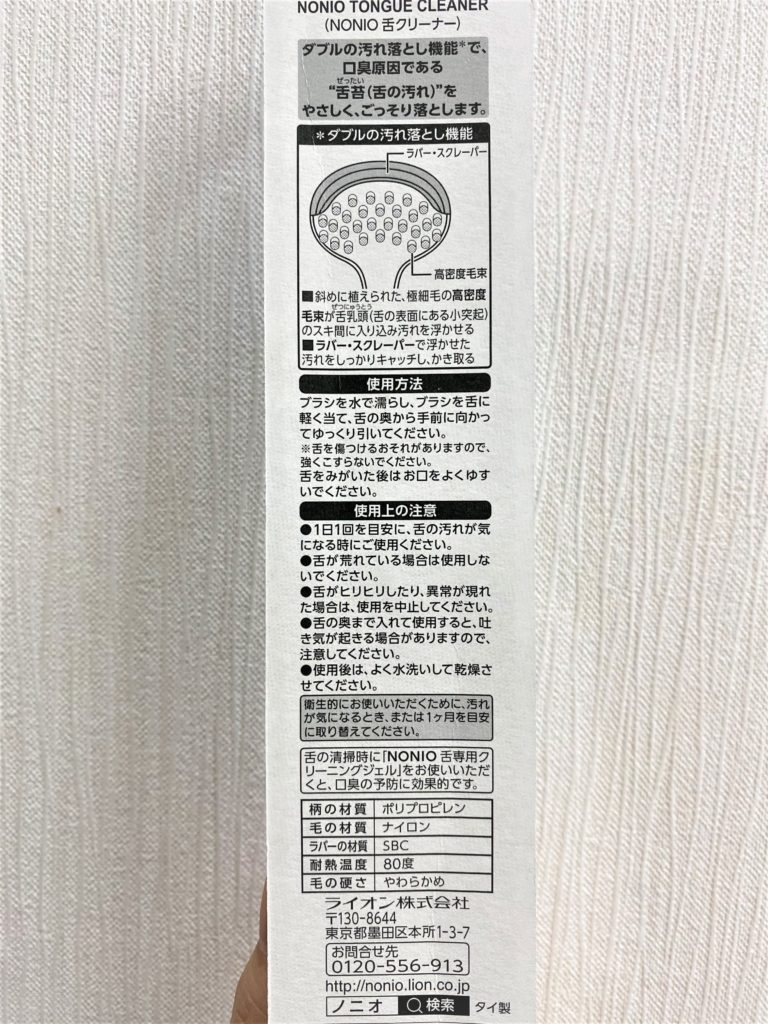 NONIO TONGUE CLEANER
(NONIO 舌クリーナー)
ダブルの汚れ落とし機能*で、
口臭原因である
ぜったい
“舌苔(舌の汚れ)”を
やさしく、ごっそり落とします。
*ダブルの汚れ落とし機能
ラバー・スクレーパー
高密度毛束
■斜めに植えられた、極細毛の高密度
ぜつにゅうとう
毛束が舌乳頭(舌の表面にある小突起)
のスキ間に入り込み汚れを浮かせる
■ラバー・スクレーパーで浮かせた
汚れをしっかりキャッチし、かき取る
使用方法
ブラシを水で濡らし、ブラシを舌に
軽く当て、舌の奥から手前に向かっ
てゆっくり引いてください。
※舌を傷つけるおそれがありますので、
強くこすらないでください。
舌をみがいた後はお口をよくゆす
いでください。
使用上の注意
●1日1回を目安に、舌の汚れが気
になる時にご使用ください。
●舌が荒れている場合は使用しな
いでください。
●舌がヒリヒリしたり、異常が現れ
た場合は、使用を中止してください。
●舌の奥まで入れて使用すると、吐
き気が起きる場合がありますので、
注意してください。
●使用後は、よく水洗いして乾燥さ
せてください。
衛生的にお使いいただくために、汚れ
が気になるとき、または1ヶ月を目安
に取り替えてください。
舌の清掃時に「NONIO 舌専用ク
リーニングジェル」をお使いいただ
くと、口臭の予防に効果的です。
柄の材質 ポリプロピレン
毛の材質 ナイロン
ラバーの材質 SBC
耐熱温度 80度
毛の硬さ やわらかめ
ライオン株式会社
〒130-8644
東京都墨田区本所1-3-7
お問合せ先
0120-556-913
http://nonio.lion.co.jp
ノニオ 検索 タイ製